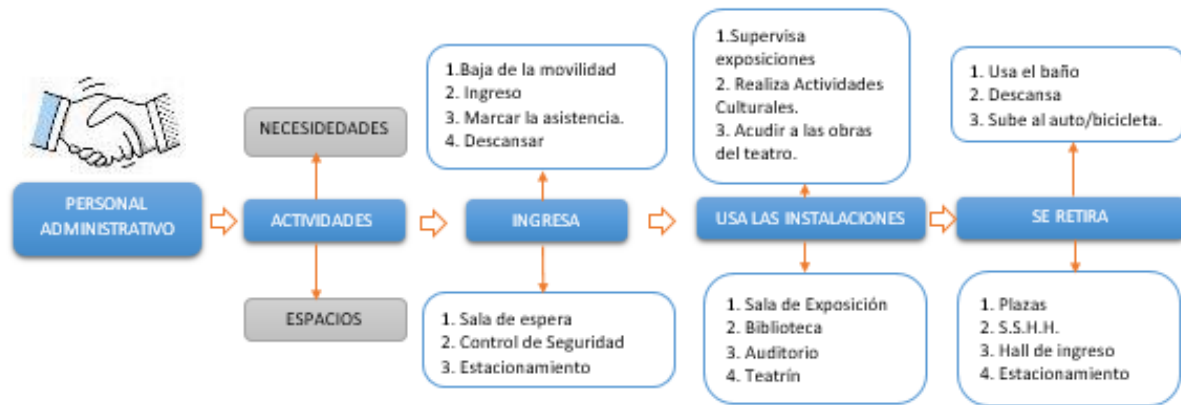 PERSONAL
ADMINISTRATIVO
NECESIDEDADES
ACTIVIDADES
ESPACIOS
1.Baja de la movilidad
2. Ingreso
3. Marcar la asistencia.
4. Descansar
INGRESA
1. Sala de espera
2. Control de Seguridad
3. Estacionamiento
1.Supervisa
exposiciones
2. Realiza Actividades
Culturales.
3. Acudir a las obras
del teatro.
USA LAS INSTALACIONES
1. Sala de Exposición
2. Biblioteca
3. Auditorio
4. Teatrín
1. Usa el baño
2. Descansa
3. Sube al auto/bicicleta.
SE RETIRA
1. Plazas
2. S.S.H.H.
3. Hall de ingreso
4. Estacionamiento